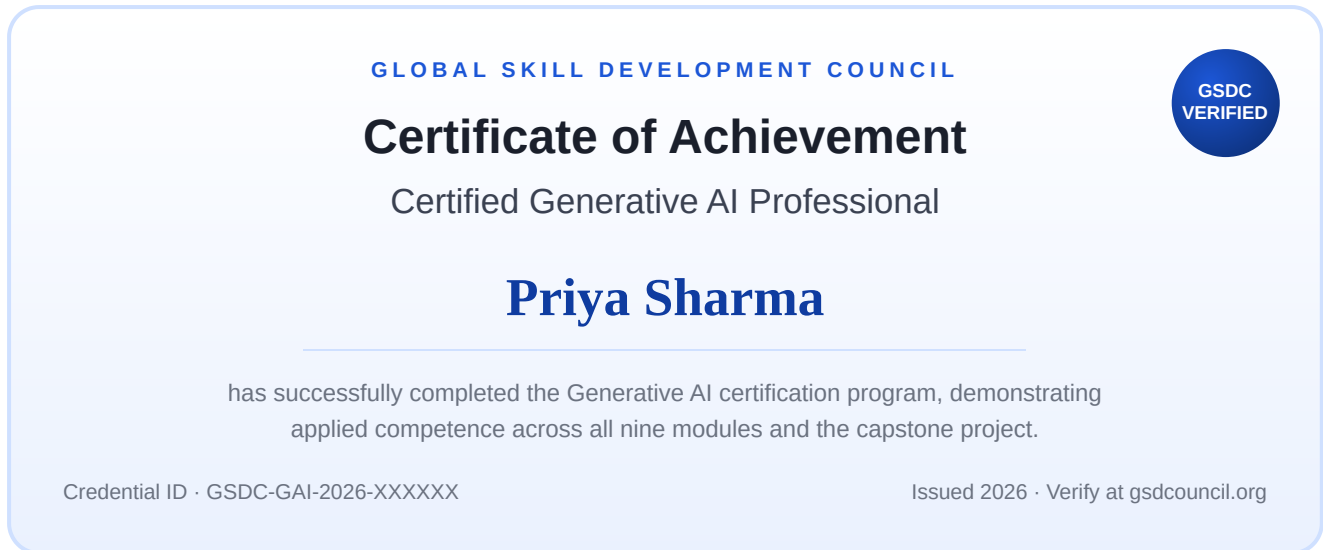 GLOBAL SKILL DEVELOPMENT COUNCIL
GSDC
VERIFIED
Certificate of Achievement
Certified Generative AI Professional
Priya Sharma
has successfully completed the Generative AI certification program, demonstrating
applied competence across all nine modules and the capstone project.
Credential ID · GSDC-GAI-2026-XXXXXX
Issued 2026 · Verify at gsdcouncil.org